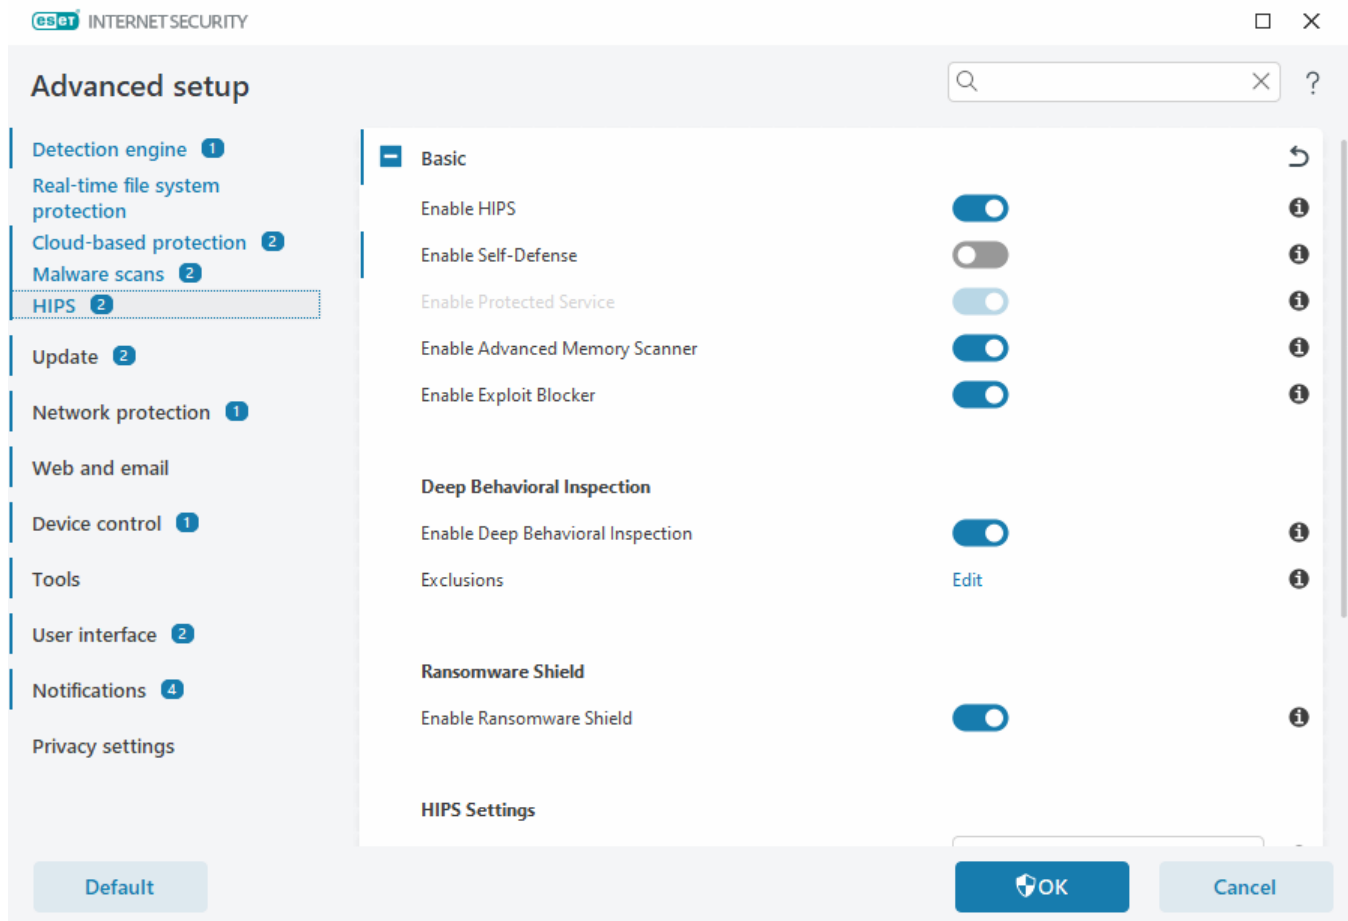 eset INTERNET SECURITY
Advanced setup
?
Detection engine 1
Real-time file system
protection
Cloud-based protection 2
Malware scans 2
HIPS 2
Update 2
Network protection 1
Web and email
Device control 1
Tools
User interface 2
Notifications 4
Privacy settings
Basic
Enable HIPS
Enable Self-Defense
Enable Protected Service
Enable Advanced Memory Scanner
Enable Exploit Blocker
Deep Behavioral Inspection
Enable Deep Behavioral Inspection
Exclusions Edit
Ransomware Shield
Enable Ransomware Shield
HIPS Settings
Default
OK
Cancel